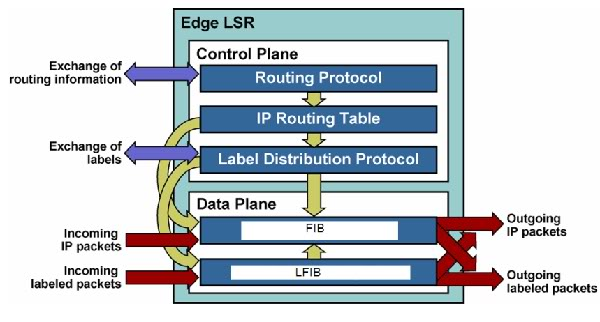 Edge LSR
Control Plane
Exchange of
routing information
Routing Protocol
IP Routing Table
Exchange of
labels
Label Distribution Protocol
Data Plane
Incoming
IP packets
FIB
Outgoing
IP packets
Incoming
labeled packets
LFIB
Outgoing
labeled packets